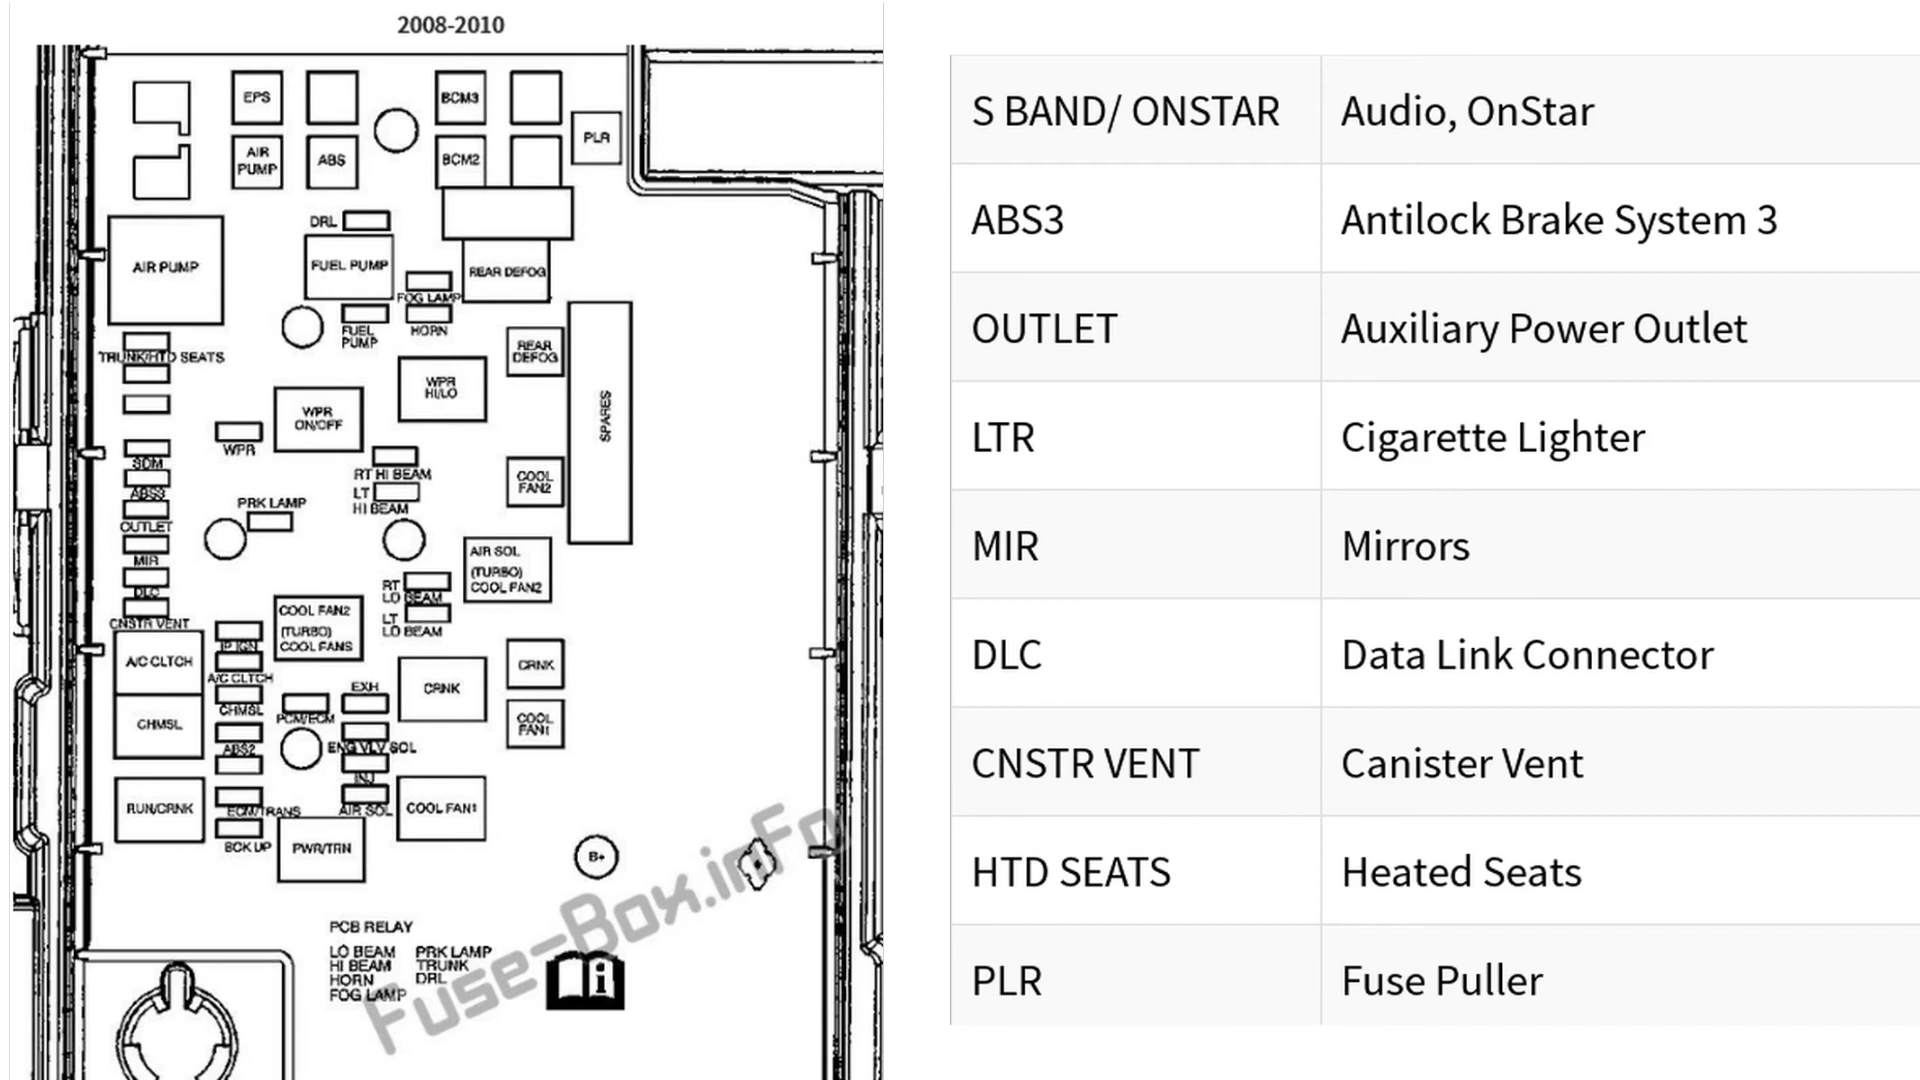 2008-2010
EPS
BCM3
PLR
AIR
PUMP
ABS
BCM2
DRL
AIR PUMP
FUEL PUMP
REAR DEFOG
FOG LAMP
FUEL
PUMP
HORN
TRUNK/HTD SEATS
REAR
DEFOG
WPR
HI/LO
WPR
ON/OFF
SPARES
WPR
SDM
RT HI BEAM
COOL
FAN2
ABS3
LT
HI BEAM
PRK LAMP
OUTLET
MIR
AIR SOL
(TURBO)
COOL FAN2
DLC
RT
LO BEAM
CNSTR VENT
COOL FAN2
(TURBO)
COOL FANS
LT
LO BEAM
IP IGN
A/C CLTCH
A/C CLTCH
CRNK
CRNK
EXH
CHMSL
PCM/ECM
CHMSL
COOL
FAN1
ABS2
ENG VLV SOL
INJ
RUN/CRNK
ECM/TRANS
AIR SOL
COOL FAN1
BCK UP
PWR/TRN
B+
PCB RELAY
LO BEAM PRK LAMP
HI BEAM TRUNK
HORN DRL
FOG LAMP
Fuse-Box.inFo
i
S BAND/ ONSTAR Audio, OnStar
ABS3 Antilock Brake System 3
OUTLET Auxiliary Power Outlet
LTR Cigarette Lighter
MIR Mirrors
DLC Data Link Connector
CNSTR VENT Canister Vent
HTD SEATS Heated Seats
PLR Fuse Puller